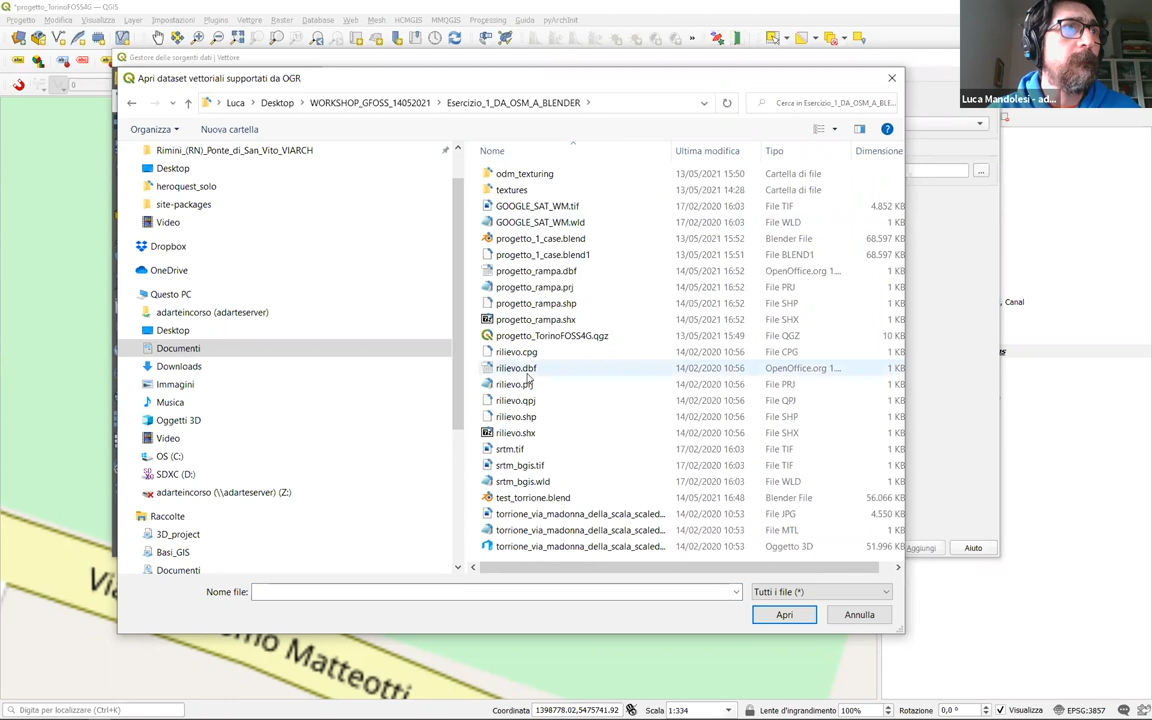 *progetto_TorinoFOSS4G — QGIS
Progetto Modifica Visualizza Layer Impostazioni Plugins Vettore Raster Database Web Mesh HCMGIS MMQGIS Processing Guida pyArchInit
Gestore delle sorgenti dati | Vettore
Apri dataset vettoriali supportati da OGR
Luca Mandolesi - ad...
Luca > Desktop > WORKSHOP_GFOSS_14052021 > Esercizio_1_DA_OSM_A_BLENDER >
Cerca in Esercizio_1_DA_OSM_A_BLE...
Organizza
Nuova cartella
Nome Ultima modifica Tipo Dimensione
Rimini_(RN)_Ponte_di_San_Vito_VIARCH
Desktop
heroquest_solo
site-packages
Video
Dropbox
OneDrive
Questo PC
adarteincorso (adarteserver)
Desktop
Documenti
Downloads
Immagini
Musica
Oggetti 3D
Video
OS (C:)
SDXC (D:)
adarteincorso (\\adarteserver) (Z:)
Raccolte
3D_project
Basi_GIS
Documenti
odm_texturing 13/05/2021 15:50 Cartella di file
textures 13/05/2021 14:28 Cartella di file
GOOGLE_SAT_WM.tif 17/02/2020 16:03 File TIF 4.852 KB
GOOGLE_SAT_WM.wld 17/02/2020 16:03 File WLD 1 KB
progetto_1_case.blend 13/05/2021 15:52 Blender File 68.597 KB
progetto_1_case.blend1 13/05/2021 15:51 File BLEND1 68.597 KB
progetto_rampa.dbf 14/05/2021 16:52 OpenOffice.org 1.... 1 KB
progetto_rampa.prj 14/05/2021 16:52 File PRJ 1 KB
progetto_rampa.shp 14/05/2021 16:52 File SHP 1 KB
progetto_rampa.shx 14/05/2021 16:52 File SHX 1 KB
progetto_TorinoFOSS4G.qgz 13/05/2021 15:49 File QGZ 10 KB
rilievo.cpg 14/02/2020 10:56 File CPG 1 KB
rilievo.dbf 14/02/2020 10:56 OpenOffice.org 1.... 1 KB
rilievo.prj 14/02/2020 10:56 File PRJ 1 KB
rilievo.qpj 14/02/2020 10:56 File QPJ 1 KB
rilievo.shp 14/02/2020 10:56 File SHP 1 KB
rilievo.shx 14/02/2020 10:56 File SHX 1 KB
srtm.tif 17/02/2020 16:03 File TIF 1 KB
srtm_bgis.tif 17/02/2020 16:03 File TIF 1 KB
srtm_bgis.wld 17/02/2020 16:03 File WLD 1 KB
test_torrione.blend 14/05/2021 16:48 Blender File 56.066 KB
torrione_via_madonna_della_scala_scaled... 14/02/2020 10:53 File JPG 4.550 KB
torrione_via_madonna_della_scala_scaled... 14/02/2020 10:53 File MTL 1 KB
torrione_via_madonna_della_scala_scaled... 14/02/2020 10:53 Oggetto 3D 51.996 KB
, Canal
Aggiungi
Aiuto
Nome file:
Tutti i file (*)
Apri
Annulla
Matteotti
Digita per localizzare (Ctrl+K)
Coordinata 1398778.02,5475741.92 Scala 1:334 Lente d'ingrandimento 100% Rotazione 0,0 ° Visualizza EPSG:3857